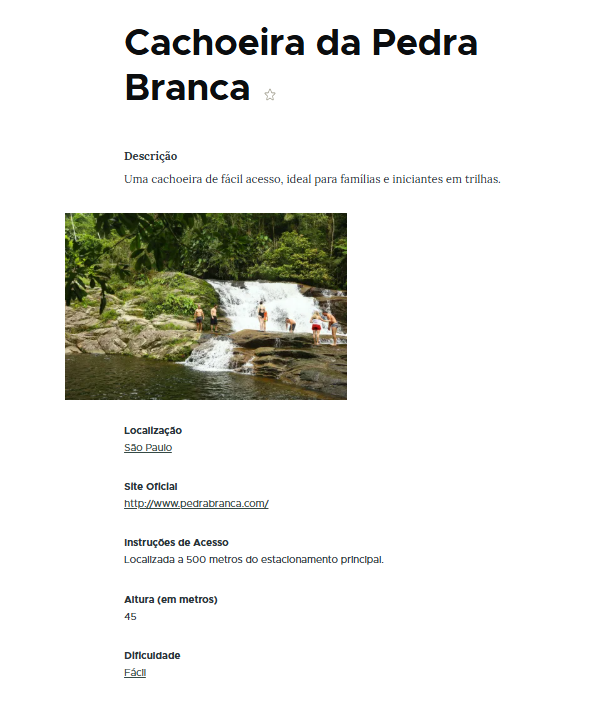 Cachoeira da Pedra
Branca
Descrição
Uma cachoeira de fácil acesso, ideal para famílias e iniciantes em trilhas.
Localização
São Paulo
Site Oficial
http://www.pedrabranca.com/
Instruções de Acesso
Localizada a 500 metros do estacionamento principal.
Altura (em metros)
45
Dificuldade
Fácil